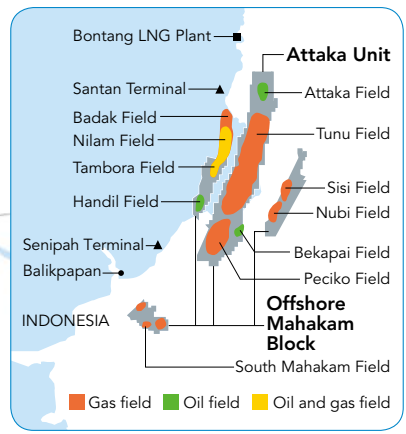 Bontang LNG Plant
Attaka Unit
Santan Terminal
Attaka Field
Badak Field
Nilam Field
Tunu Field
Tambora Field
Sisi Field
Handil Field
Nubi Field
Senipah Terminal
Bekapai Field
Balikpapan
Peciko Field
INDONESIA
Offshore
Mahakam
Block
South Mahakam Field
Gas field
Oil field
Oil and gas field